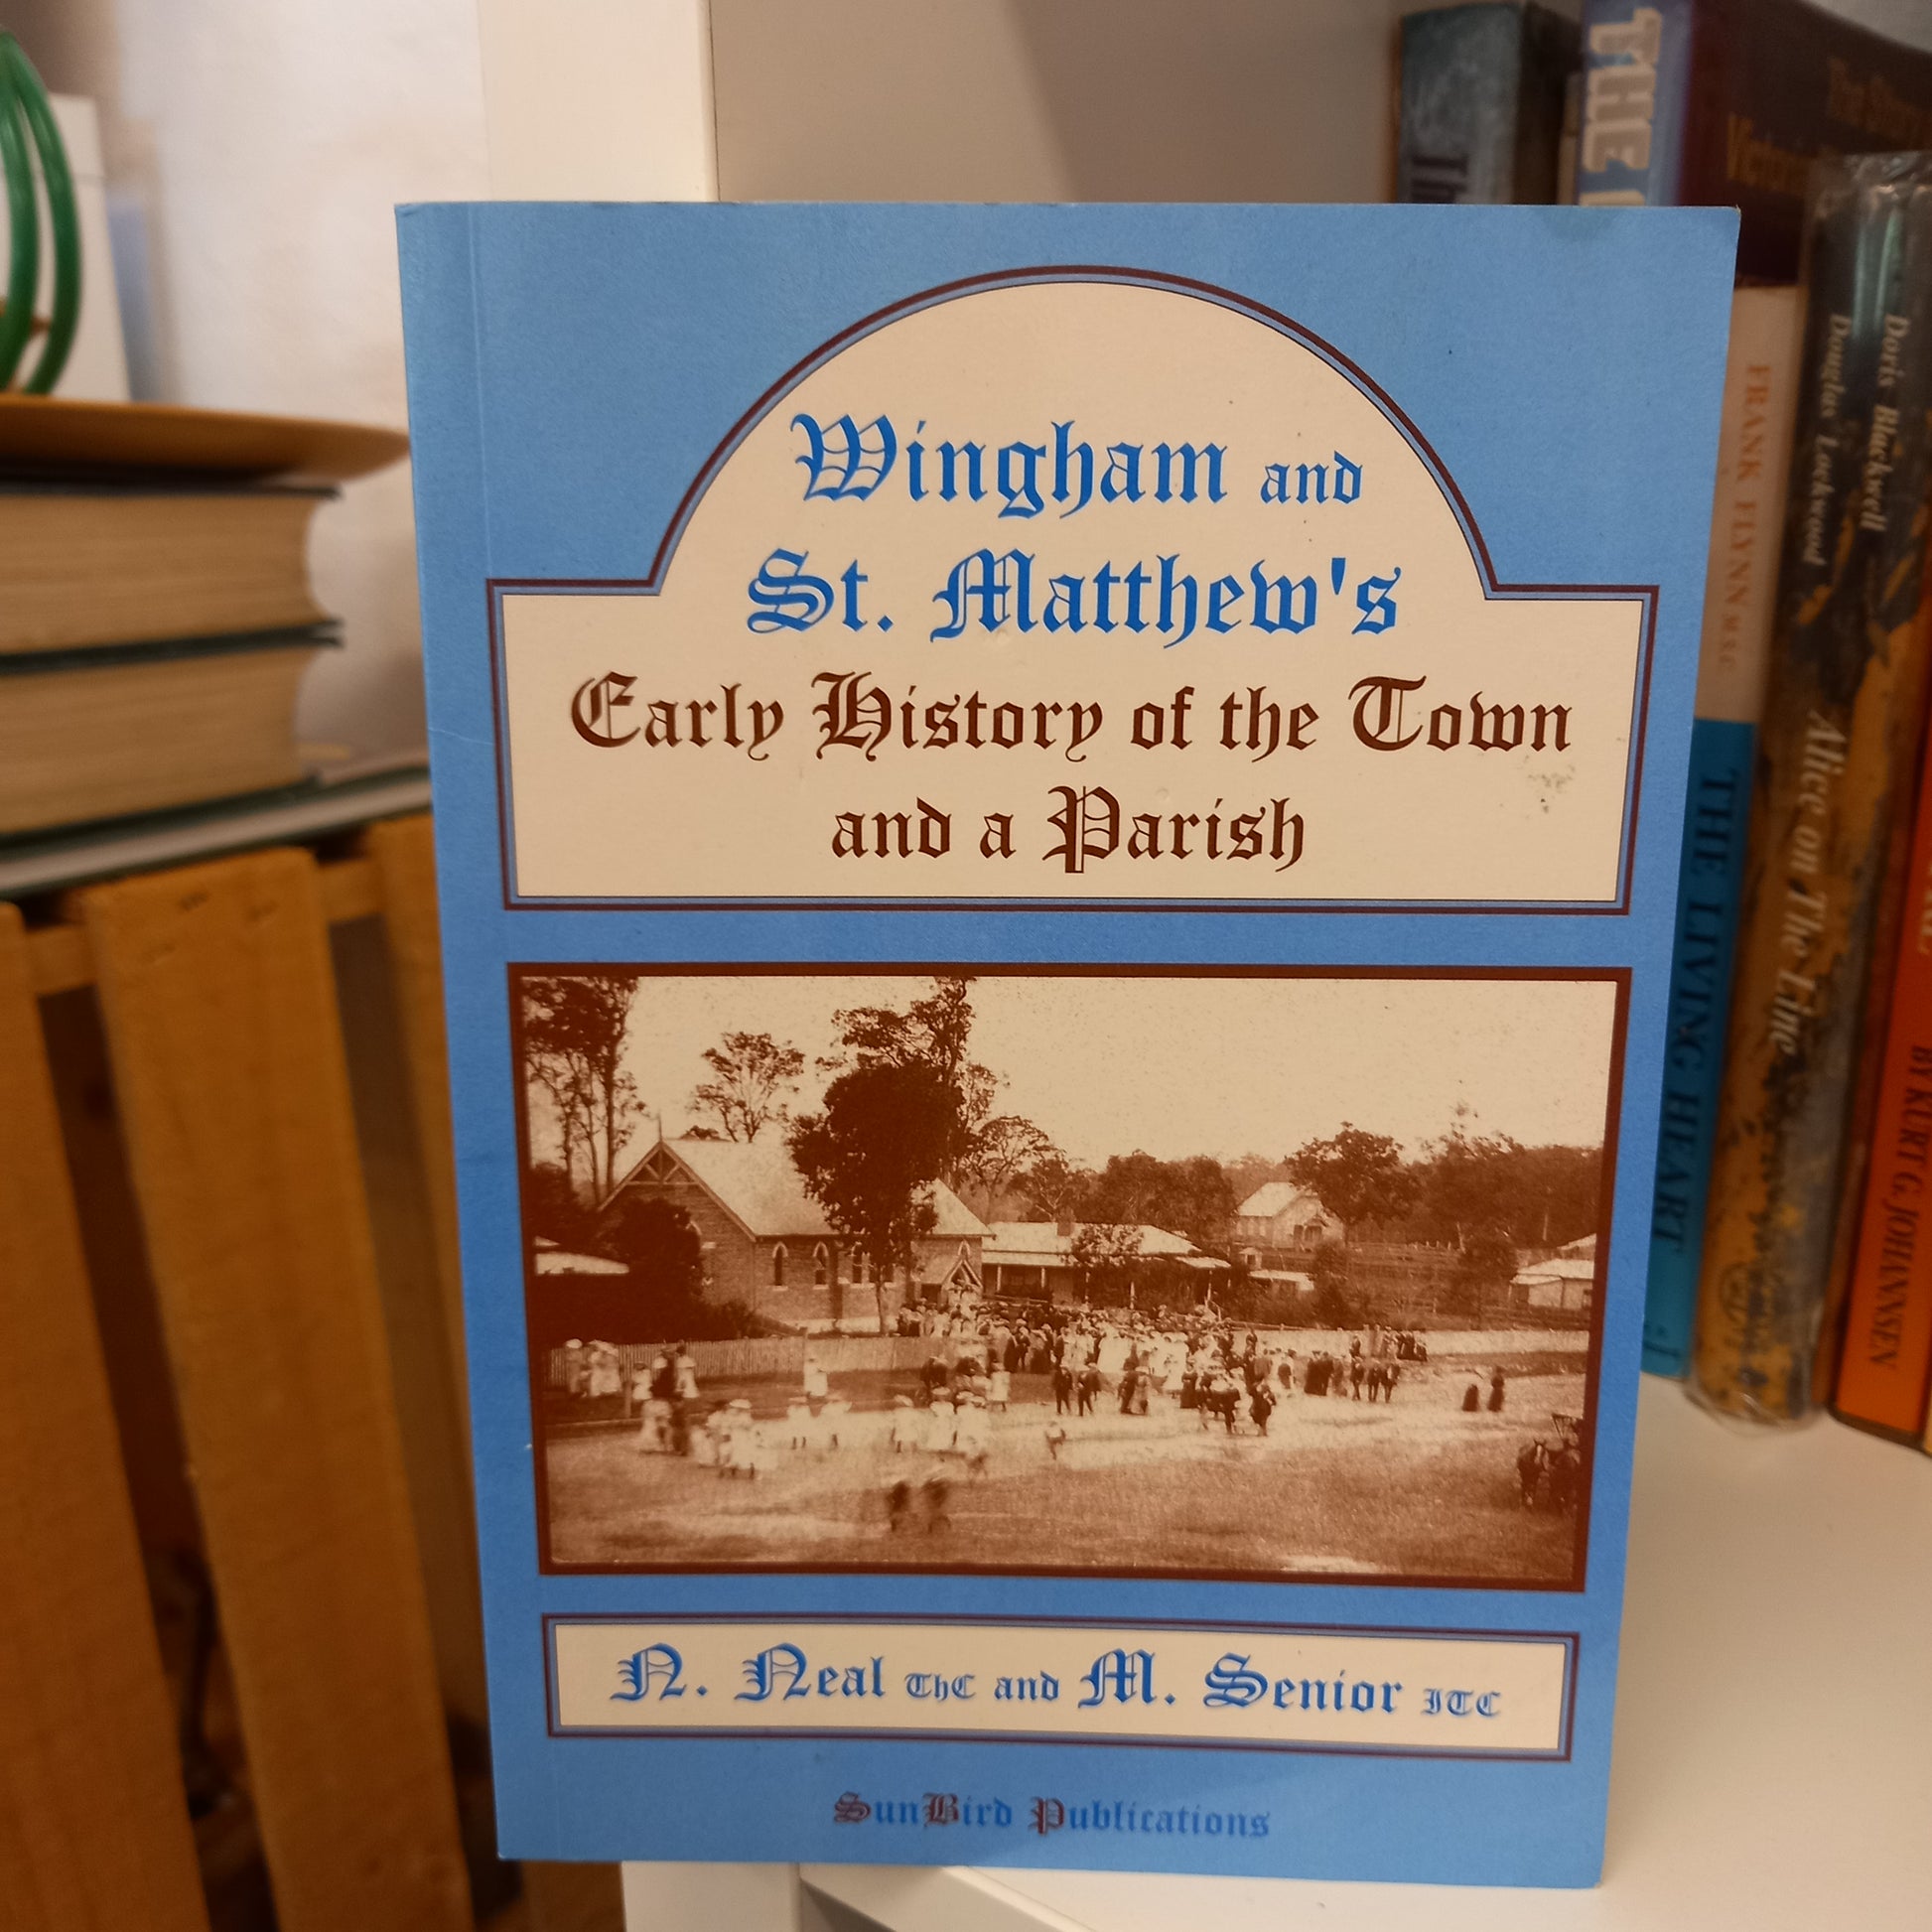 Wingham and
St. Matthew's
Early History of the Town
and a Parish
N. Neal ThC and M. Senior ITC
SunBird Publications
THE
FRANK FLYNN M.S.C.
THE LIVING HEART
Doris Blackwell
Douglas Lockwood
Alice on The Line
BY KURT G. JOHANNSEN